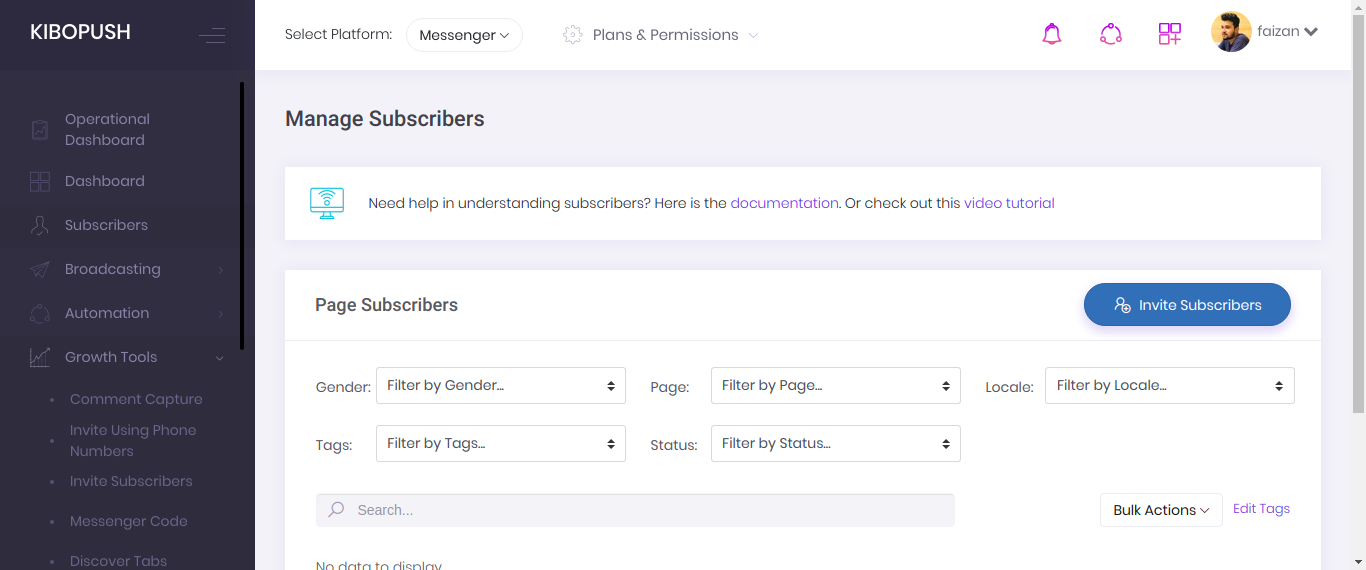 KIBOPUSH
Select Platform: Messenger
Plans & Permissions
faizan
Operational
Dashboard
Dashboard
Subscribers
Broadcasting
Automation
Growth Tools
Comment Capture
Invite Using Phone
Numbers
Invite Subscribers
Messenger Code
Discover Tabs
Manage Subscribers
Need help in understanding subscribers? Here is the documentation. Or check out this video tutorial
Page Subscribers
Invite Subscribers
Gender: Filter by Gender... Page: Filter by Page... Locale: Filter by Locale...
Tags: Filter by Tags... Status: Filter by Status...
Search... Bulk Actions Edit Tags
No data to display